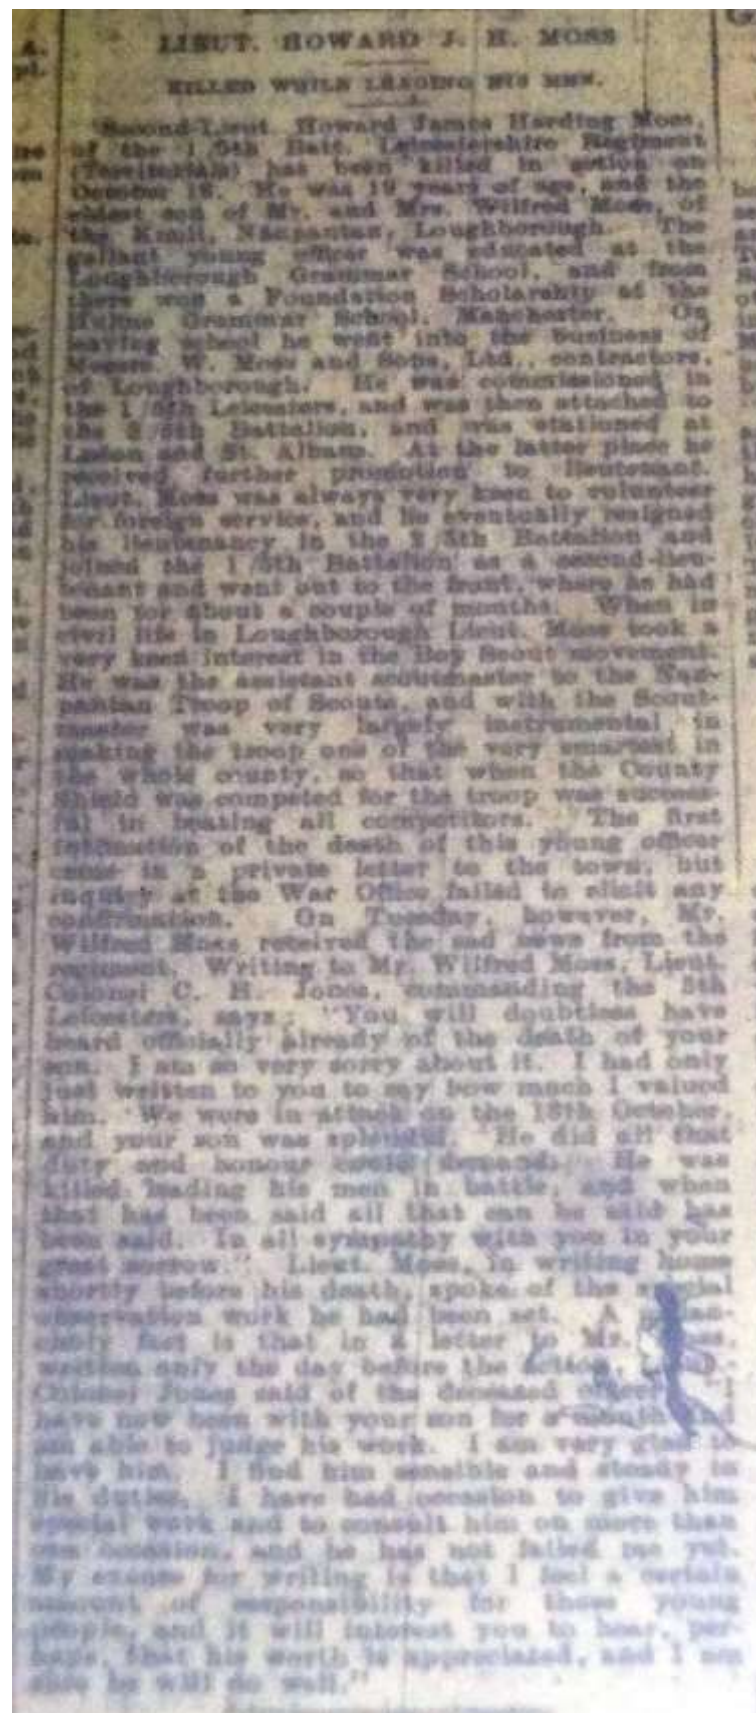 LIEUT. HOWARD J. H. MOSS
KILLED WHILE LEADING HIS MEN.
Second-Lieut. Howard James Harding Moss,
of the 1/5th Batt. Leicestershire Regiment
(Territorials) has been killed in action on
October 18. He was 19 years of age, and the
eldest son of Mr. and Mrs. Wilfred Moss, of
the Knoll, Nanpantan, Loughborough. The
gallant young officer was educated at the
Loughborough Grammar School, and from
there won a Foundation Scholarship at the
Hulme Grammar School, Manchester. On
leaving school he went into the business of
Messrs. W. Moss and Sons, Ltd., contractors,
of Loughborough. He was commissioned in
the 1/5th Leicesters, and was then attached to
the 2/5th Battalion, and was stationed at
Luton and St. Albans. At the latter place he
received further promotion to lieutenant.
Lieut. Moss was always very keen to volunteer
for foreign service, and he eventually resigned
his lieutenancy in the 2/5th Battalion and
joined the 1/5th Battalion as a second-lieu-
tenant and went out to the front, where he had
been for about a couple of months. When in
civil life in Loughborough Lieut. Moss took a
very keen interest in the Boy Scout movement.
He was the assistant scoutmaster to the Nan-
pantan Troop of Scouts, and with the Scout-
master was very largely instrumental in
making the troop one of the very smartest in
the whole county, so that when the County
Shield was competed for the troop was success-
ful in beating all competitors. The first
intimation of the death of this young officer
came in a private letter to the town, but
inquiry at the War Office failed to elicit any
confirmation. On Tuesday, however, Mr.
Wilfred Moss received the sad news from the
regiment. Writing to Mr. Wilfred Moss, Lieut.
Colonel C. H. Jones, commanding the 5th
Leicesters, says: "You will doubtless have
heard officially already of the death of your
son. I am so very sorry about it. I had only
just written to you to say how much I valued
him. We were in attack on the 18th October,
and your son was splendid. He did all that
duty and honour could demand. He was
killed leading his men in battle, and when
that has been said all that can be said has
been said. In all sympathy with you in your
great sorrow." Lieut. Moss, in writing home
shortly before his death, spoke of the special
observation work he had been set. A
fact is that in a letter to Mr.
written only the day before the action,
Colonel Jones said of the deceased officer: "I
have now been with your son for a month and
am able to judge his work. I am very glad to
have him. I find him sensible and steady in
his duties. I have had occasion to give him
special work and to consult him on more than
one occasion, and he has not failed me yet.
My excuse for writing is that I feel a certain
amount of responsibility for these young
people, and it will interest you to hear, per-
haps, that his worth is appreciated, and I am
sure he will do well."